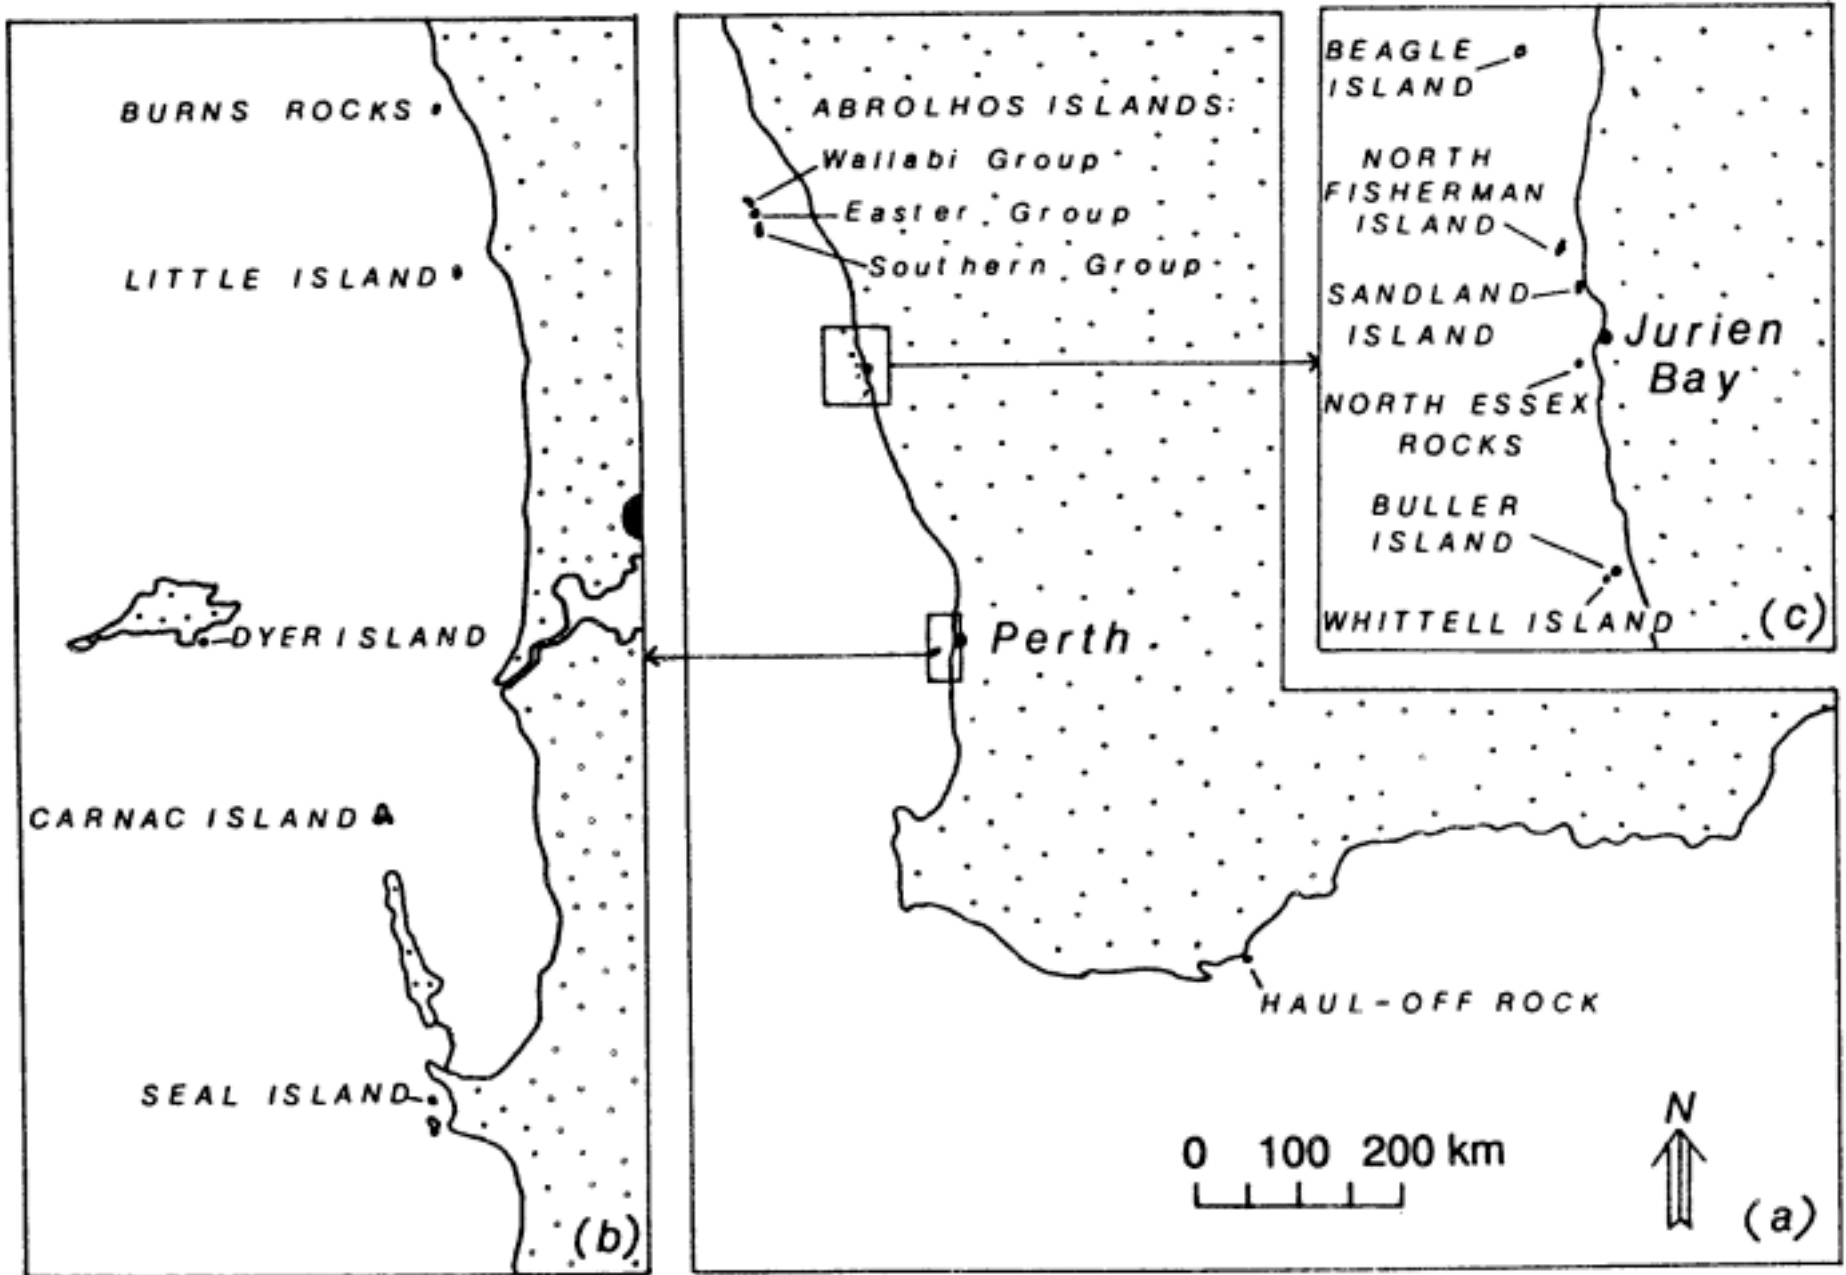 BURNS ROCKS
LITTLE ISLAND
DYER ISLAND
CARNAC ISLAND
SEAL ISLAND
(b)
ABROLHOS ISLANDS:
Wallabi Group
Easter Group
Southern Group
Perth
HAUL-OFF ROCK
0 100 200 km
N
(a)
BEAGLE
ISLAND
NORTH
FISHERMAN
ISLAND
SANDLAND
ISLAND
Jurien
Bay
NORTH ESSEX
ROCKS
BULLER
ISLAND
WHITTELL ISLAND
(c)